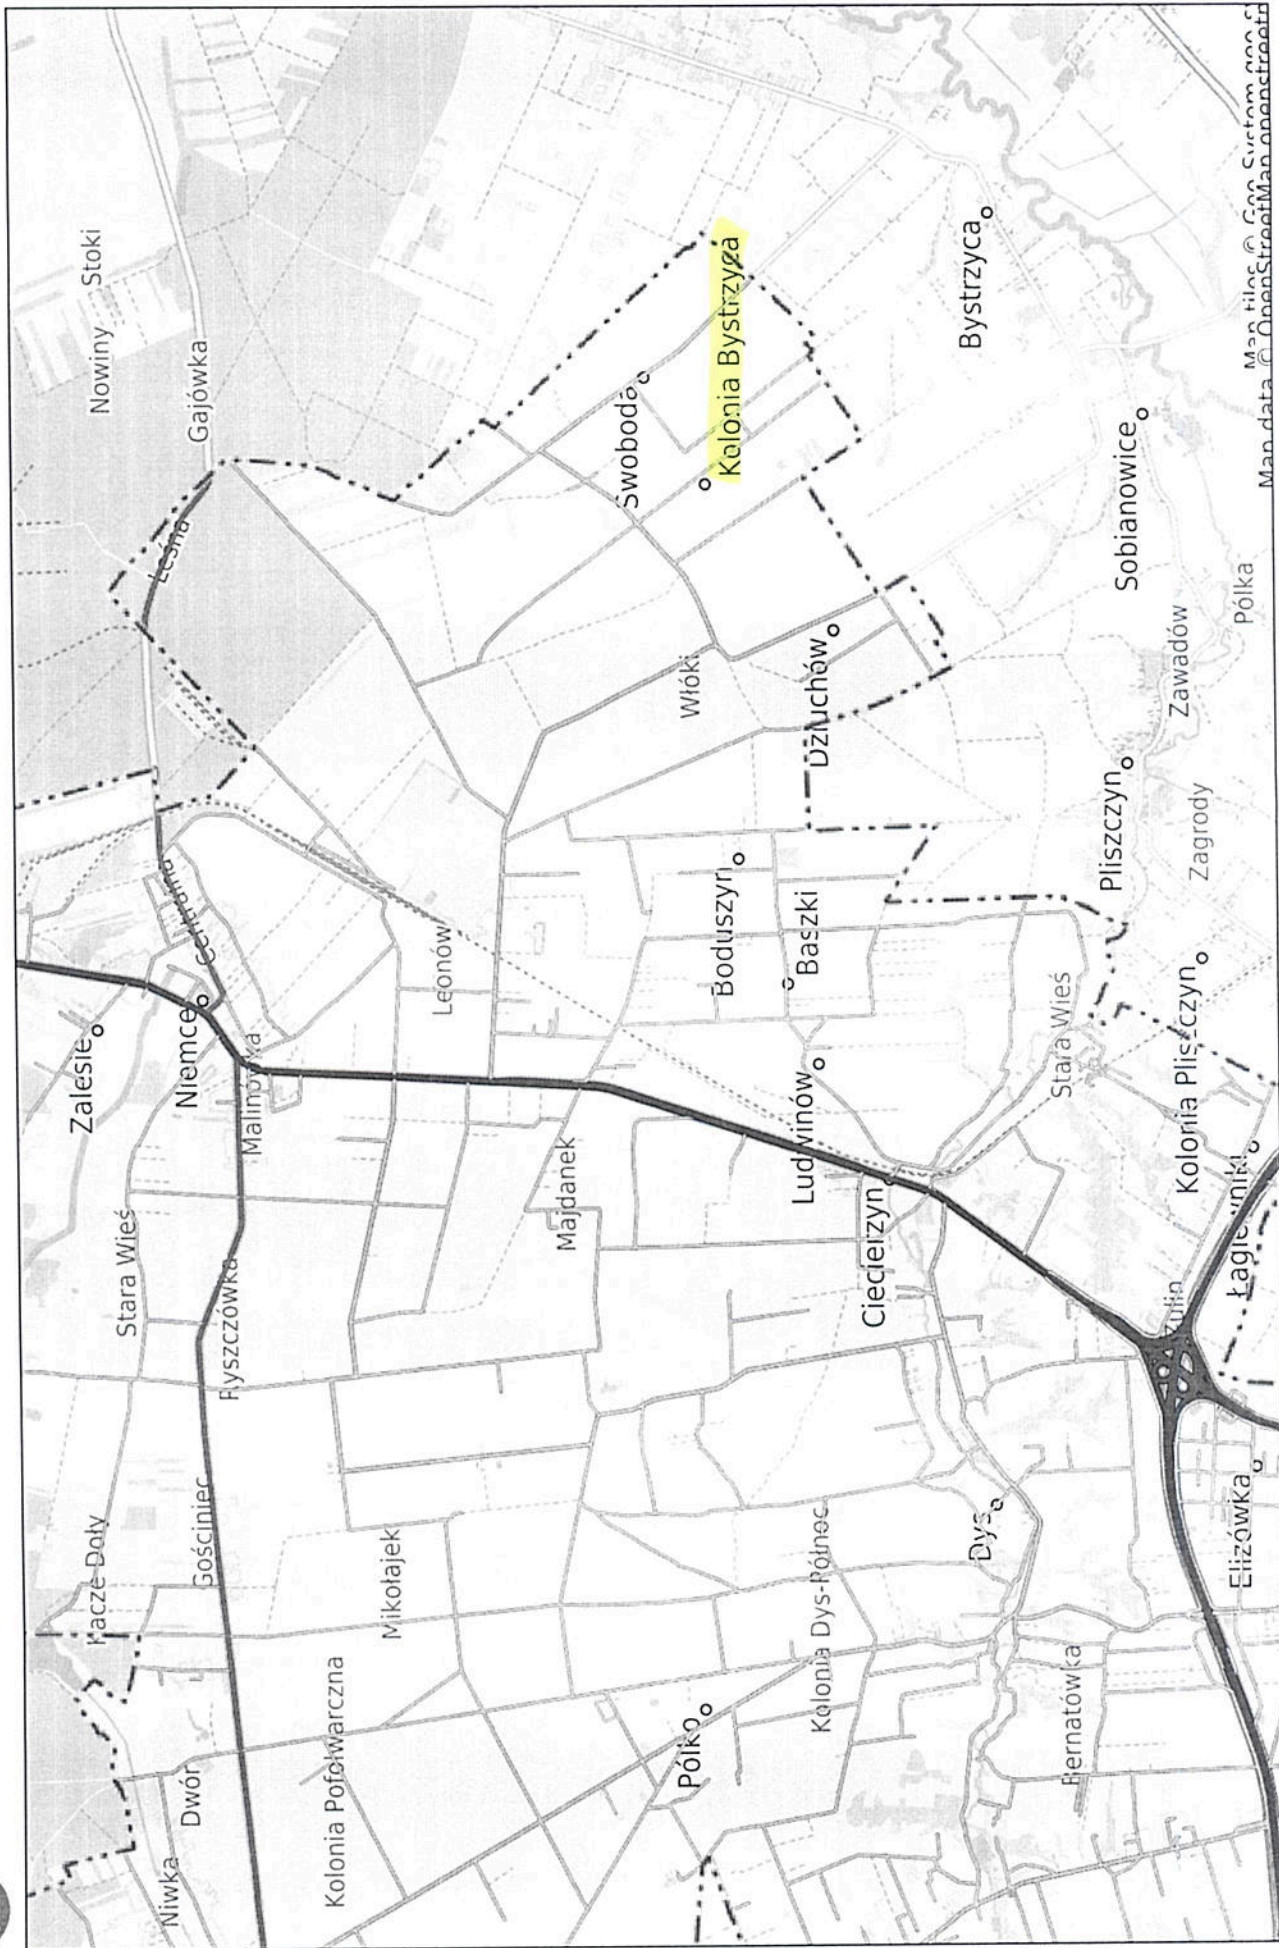 Nowiny
Stoki
Gajówka
Leśna
Swoboda
Kolonia Bystrzyca
Bystrzyca
Sobianowice
Pólka
Zawadów
Włóki
Dziuchów
Pliszczyn
Zagrody
Zalesie
Niemce
Malinówka
Leonów
Boduszyn
Baszki
Stara Wieś
Kolonia Pliszczyn
Stara Wieś
Ryszczówka
Majdanek
Ludwinów
Ciecierzyn
Łagiewniki
Kacze Doły
Gościniec
Mikołajek
Kolonia Dys-Północ
Dys
Elizówka
Niwka
Dwór
Kolonia Pofolwarczna
Pólko
Bernatówka
Map tiles © Geo-System
Map data © OpenStreetMap